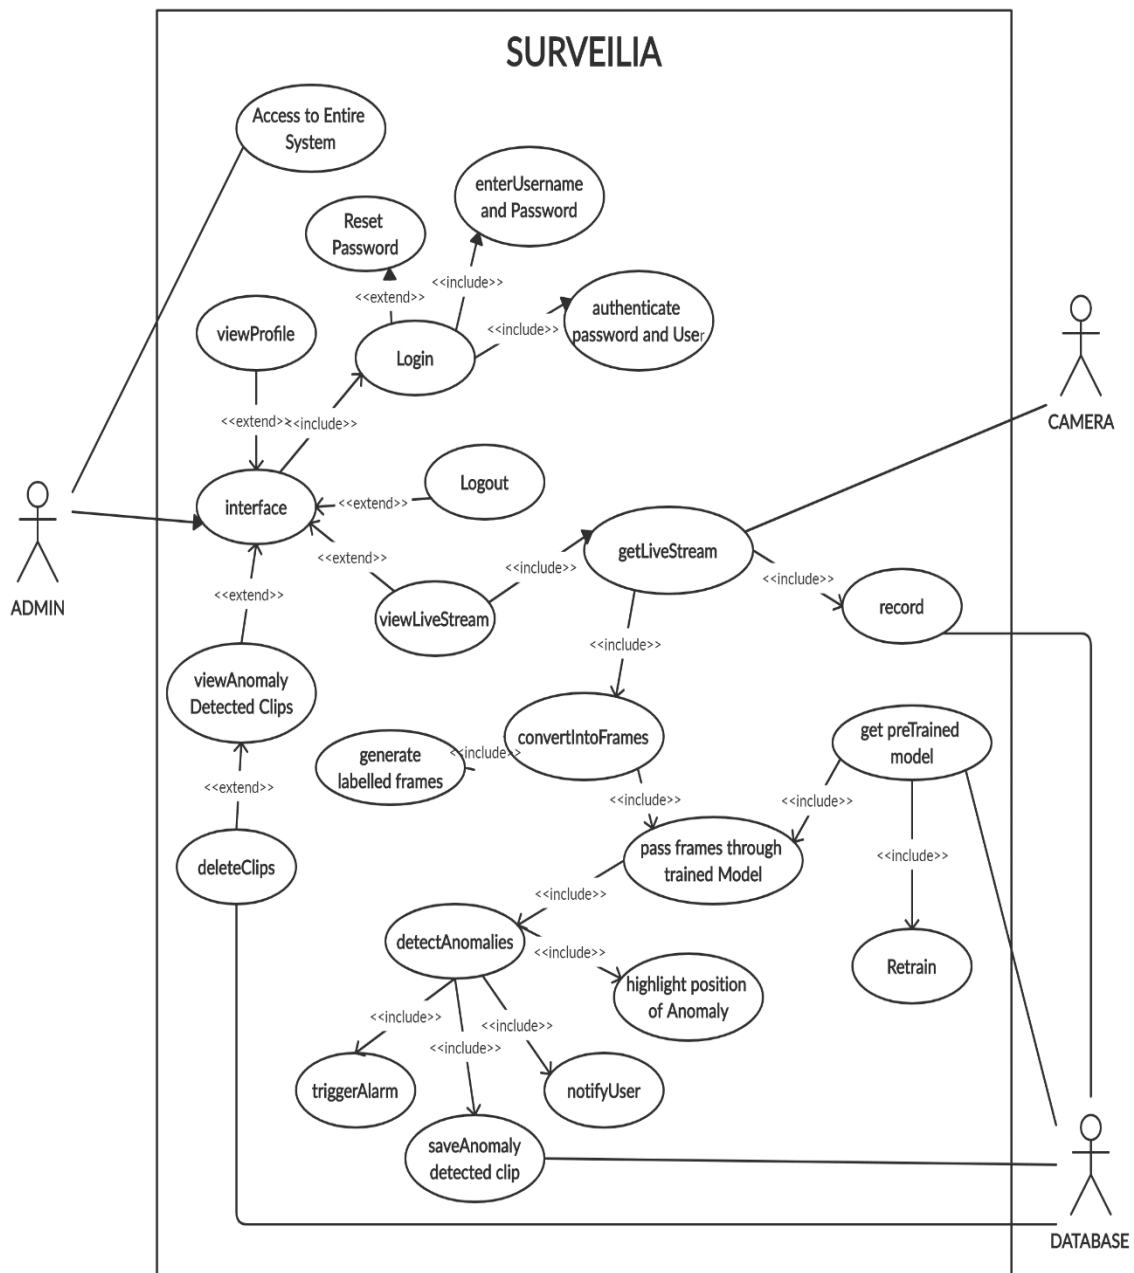 SURVEILIA
Access to Entire
System
enterUsername
and Password
Reset
Password
<<include>>
<<extend>>
authenticate
password and User
<<include>>
viewProfile
Login
<<extend>>
<<include>>
CAMERA
interface
Logout
<<extend>>
ADMIN
getLiveStream
<<extend>>
<<include>>
<<include>>
<<extend>>
record
viewLiveStream
<<include>>
viewAnomaly
Detected Clips
convertIntoFrames
get preTrained
model
generate
labelled frames
<<include>>
<<extend>>
<<include>>
<<include>>
deleteClips
pass frames through
trained Model
<<include>>
<<include>>
detectAnomalies
<<include>>
Retrain
highlight position
of Anomaly
<<include>>
<<include>>
<<include>>
triggerAlarm
notifyUser
saveAnomaly
detected clip
DATABASE